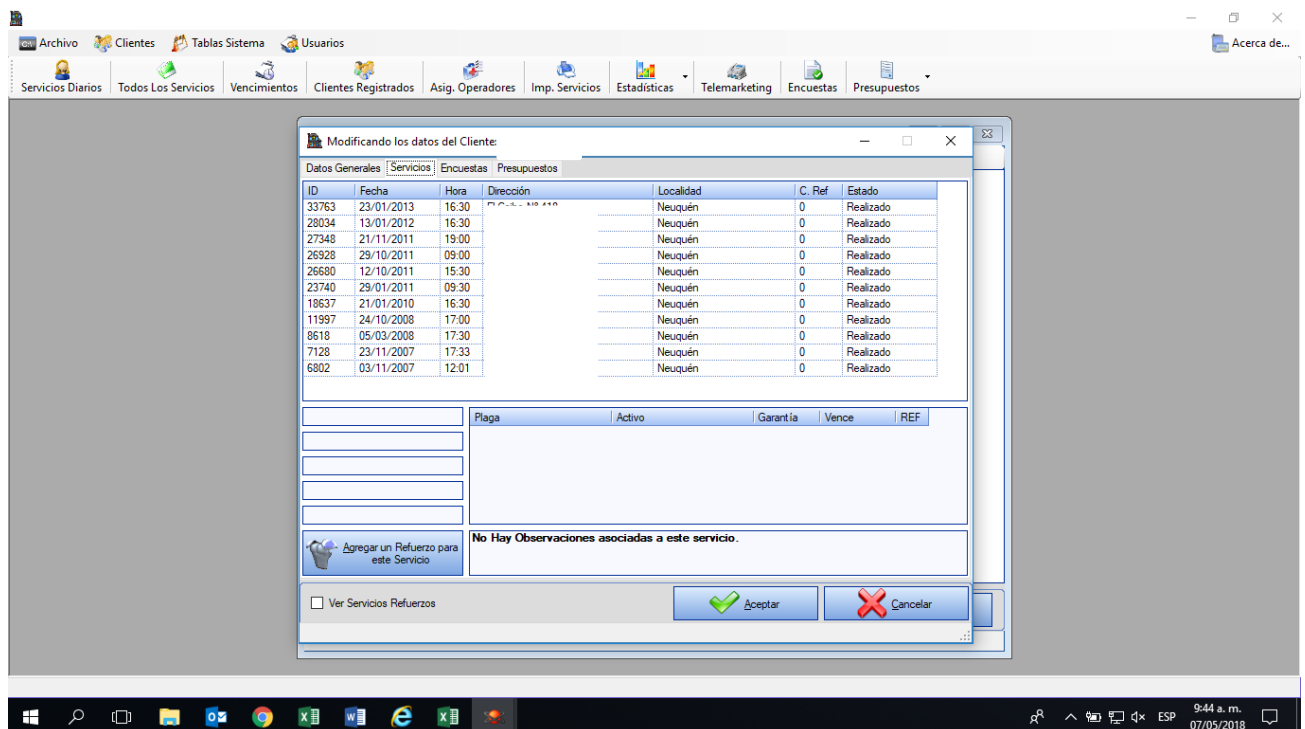 Archivo Clientes Tablas Sistema Usuarios Acerca de...
Servicios Diarios Todos Los Servicios Vencimientos Clientes Registrados Asig. Operadores Imp. Servicios Estadísticas Telemarketing Encuestas Presupuestos
Modificando los datos del Cliente:
Datos Generales Servicios Encuestas Presupuestos
ID Fecha Hora Dirección Localidad C. Ref Estado
33763 23/01/2013 16:30 Neuquén 0 Realizado
28034 13/01/2012 16:30 Neuquén 0 Realizado
27348 21/11/2011 19:00 Neuquén 0 Realizado
26928 29/10/2011 09:00 Neuquén 0 Realizado
26680 12/10/2011 15:30 Neuquén 0 Realizado
23740 29/01/2011 09:30 Neuquén 0 Realizado
18637 21/01/2010 16:30 Neuquén 0 Realizado
11997 24/10/2008 17:00 Neuquén 0 Realizado
8618 05/03/2008 17:30 Neuquén 0 Realizado
7128 23/11/2007 17:33 Neuquén 0 Realizado
6802 03/11/2007 12:01 Neuquén 0 Realizado
Plaga Activo Garantía Vence REF
Agregar un Refuerzo para
este Servicio
No Hay Observaciones asociadas a este servicio.
Ver Servicios Refuerzos
Aceptar Cancelar
ESP 9:44 a. m.
07/05/2018